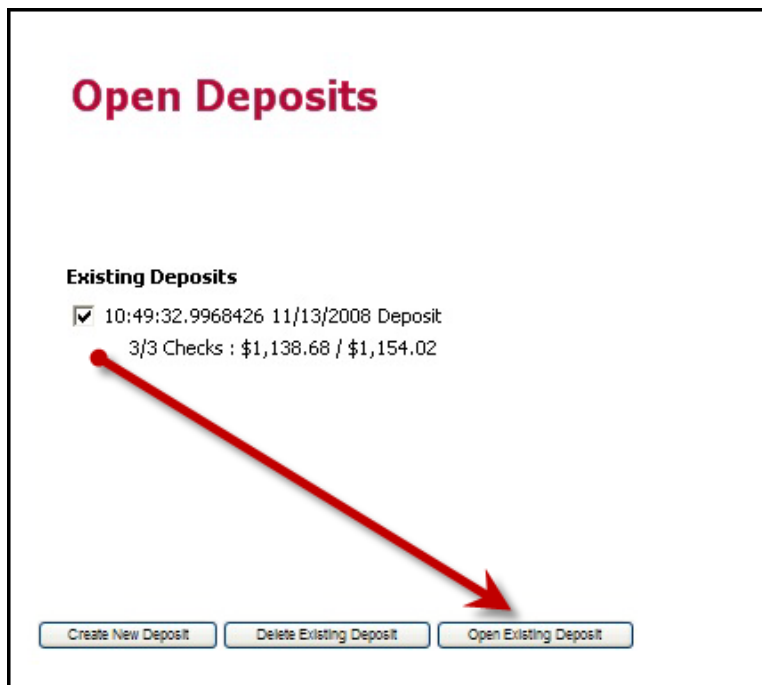 Open Deposits
Existing Deposits
10:49:32.9968426 11/13/2008 Deposit
3/3 Checks : $1,138.68 / $1,154.02
Create New Deposit Delete Existing Deposit Open Existing Deposit